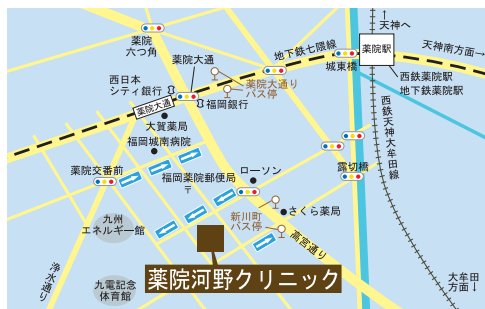 天神へ
薬院
六つ角
薬院大通
地下鉄七隈線
薬院駅
天神南方面→
城東橋
西鉄薬院駅
地下鉄薬院駅
西日本
シティ銀行
薬院大通り
バス停
福岡銀行
薬院大通
大賀薬局
福岡城南病院
西鉄天神大牟田線
薬院交番前
福岡薬院郵便局
〒
ローソン
露切橋
九州
エネルギー館
新川町
バス停
さくら薬局
高宮通り
浄水通り
九電記念
体育館
薬院河野クリニック
大牟田
方面↓